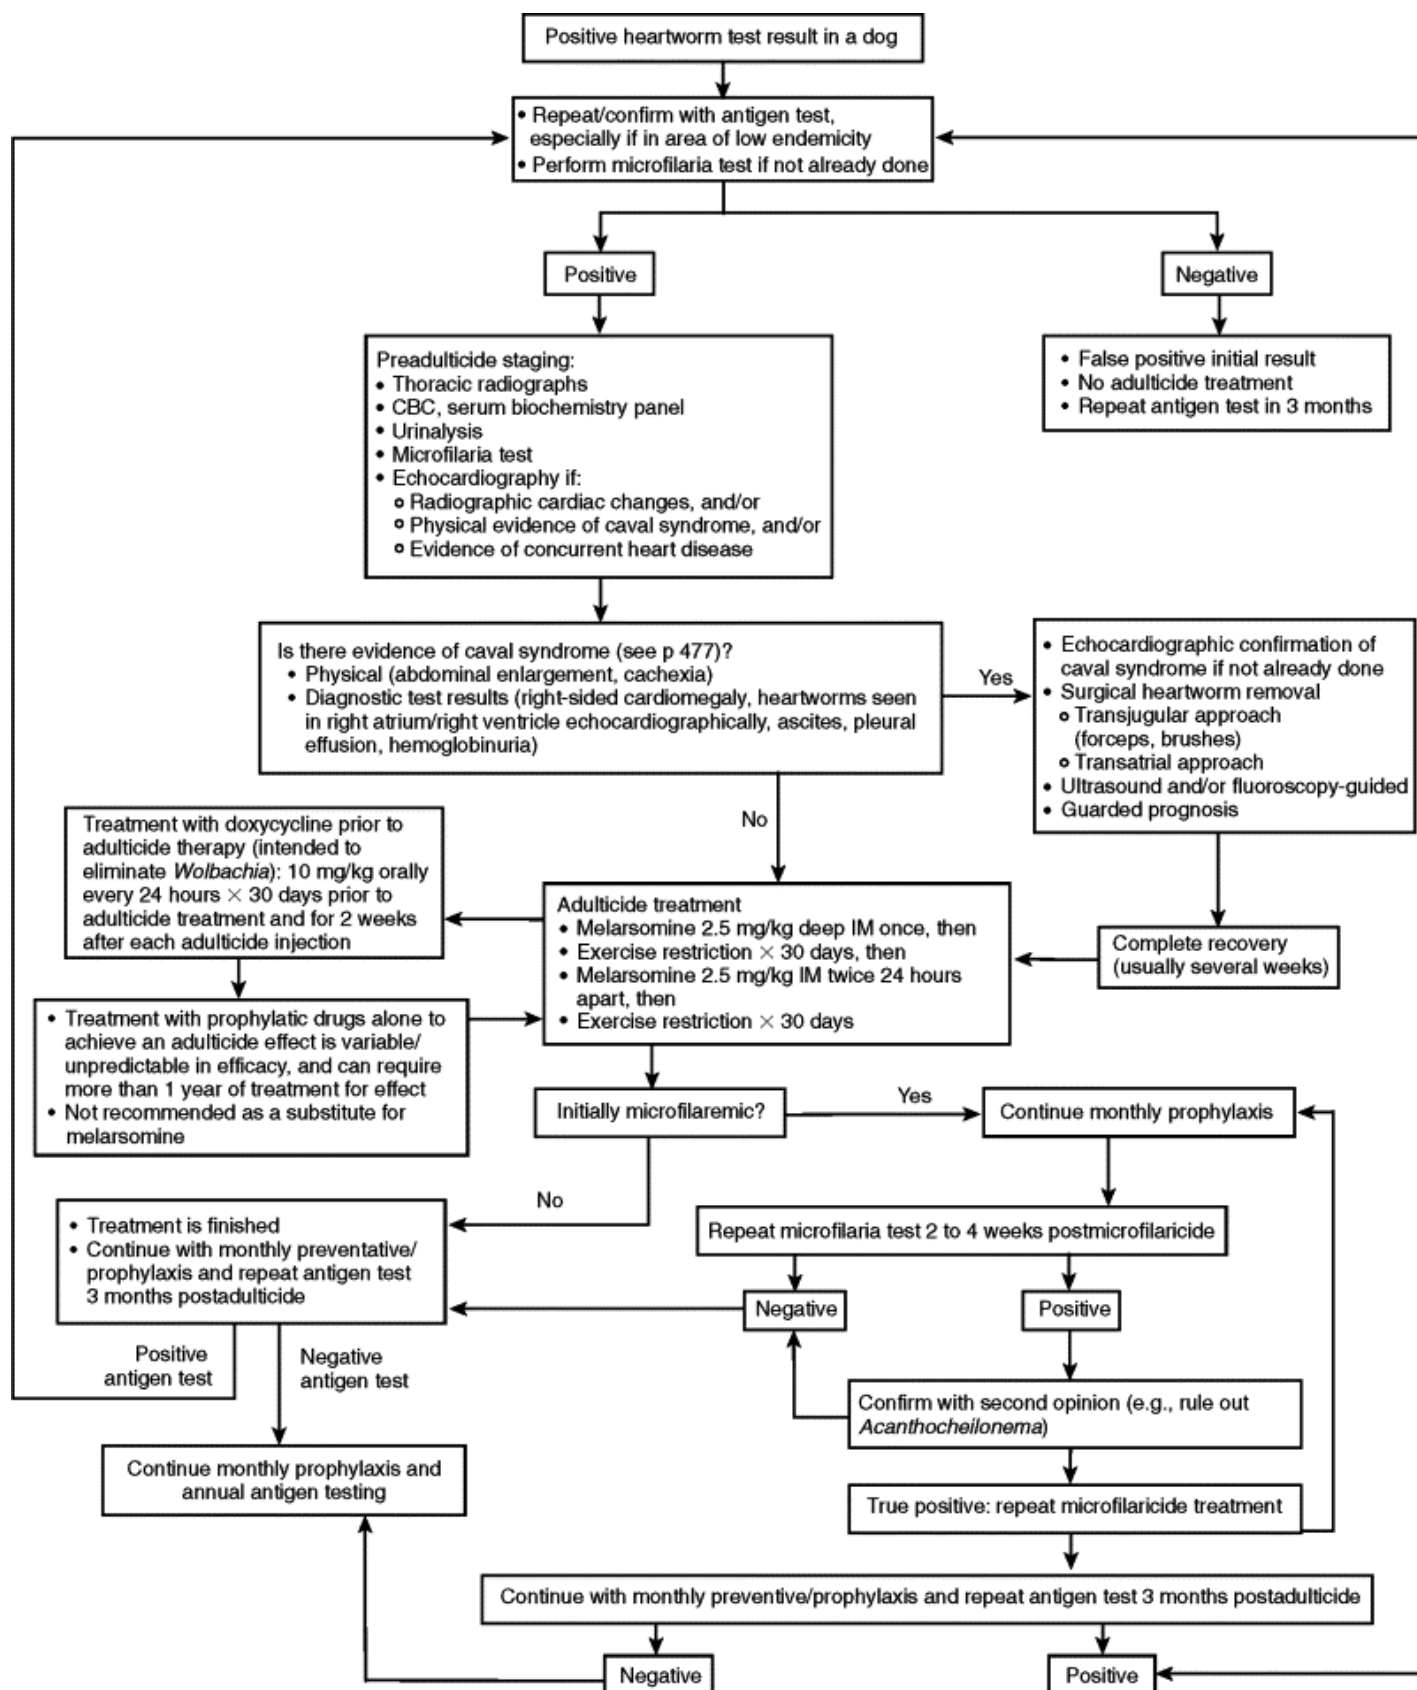 Positive heartworm test result in a dog
• Repeat/confirm with antigen test,
especially if in area of low endemicity
• Perform microfilaria test if not already done
Positive
Negative
Preadulticide staging:
• Thoracic radiographs
• CBC, serum biochemistry panel
• Urinalysis
• Microfilaria test
• Echocardiography if:
o Radiographic cardiac changes, and/or
o Physical evidence of caval syndrome, and/or
o Evidence of concurrent heart disease
• False positive initial result
• No adulticide treatment
• Repeat antigen test in 3 months
Is there evidence of caval syndrome (see p 477)?
• Physical (abdominal enlargement, cachexia)
• Diagnostic test results (right-sided cardiomegaly, heartworms seen
in right atrium/right ventricle echocardiographically, ascites, pleural
effusion, hemoglobinuria)
Yes
• Echocardiographic confirmation of
caval syndrome if not already done
• Surgical heartworm removal
o Transjugular approach
(forceps, brushes)
o Transatrial approach
• Ultrasound and/or fluoroscopy-guided
• Guarded prognosis
No
Treatment with doxycycline prior to
adulticide therapy (intended to
eliminate Wolbachia): 10 mg/kg orally
every 24 hours × 30 days prior to
adulticide treatment and for 2 weeks
after each adulticide injection
Adulticide treatment
• Melarsomine 2.5 mg/kg deep IM once, then
• Exercise restriction × 30 days, then
• Melarsomine 2.5 mg/kg IM twice 24 hours
apart, then
• Exercise restriction × 30 days
Complete recovery
(usually several weeks)
• Treatment with prophylatic drugs alone to
achieve an adulticide effect is variable/
unpredictable in efficacy, and can require
more than 1 year of treatment for effect
• Not recommended as a substitute for
melarsomine
Initially microfilaremic?
Yes
Continue monthly prophylaxis
No
• Treatment is finished
• Continue with monthly preventative/
prophylaxis and repeat antigen test
3 months postadulticide
Repeat microfilaria test 2 to 4 weeks postmicrofilaricide
Negative
Positive
Positive
antigen test
Negative
antigen test
Confirm with second opinion (e.g., rule out
Acanthocheilonema)
Continue monthly prophylaxis and
annual antigen testing
True positive: repeat microfilaricide treatment
Continue with monthly preventive/prophylaxis and repeat antigen test 3 months postadulticide
Negative
Positive